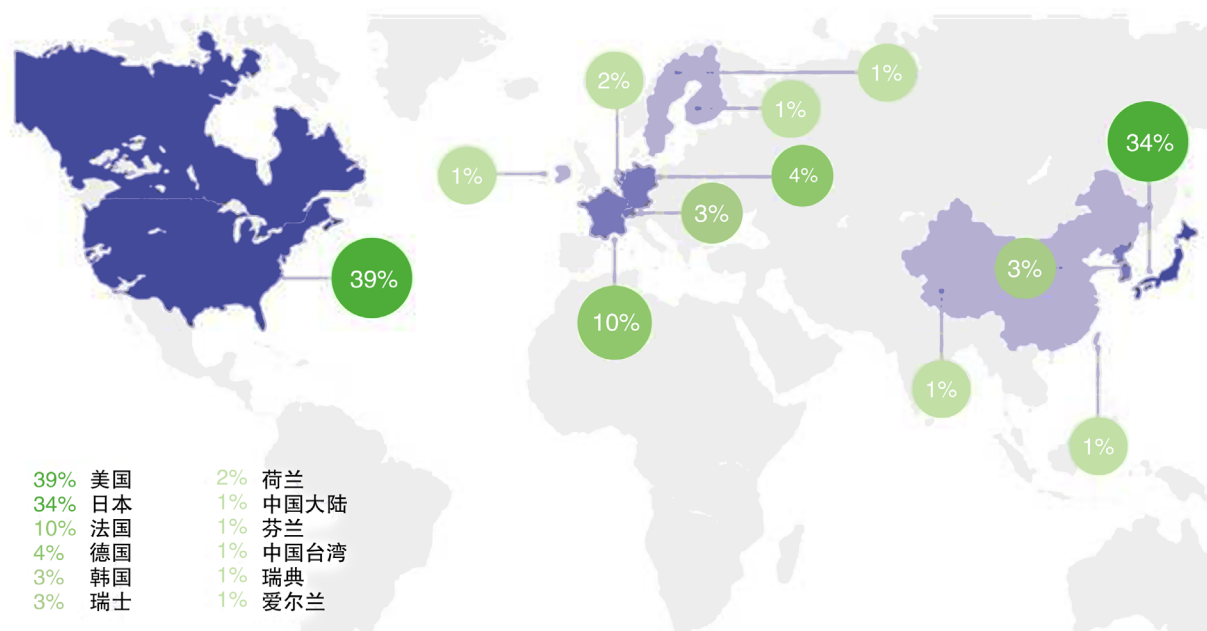 2%
1%
1%
34%
1%
4%
3%
39%
3%
10%
1%
1%
39% 美国
34% 日本
10% 法国
4% 德国
3% 韩国
3% 瑞士
2% 荷兰
1% 中国大陆
1% 芬兰
1% 中国台湾
1% 瑞典
1% 爱尔兰